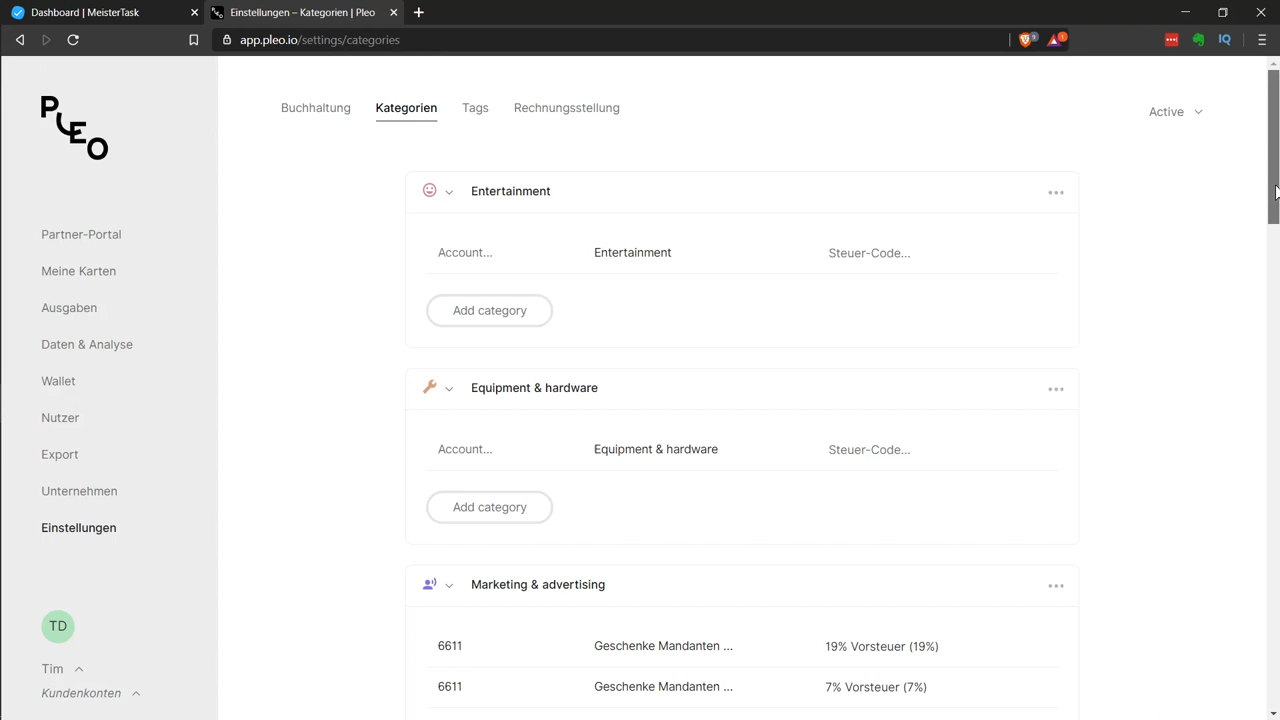 Dashboard | MeisterTask
Einstellungen – Kategorien | Pleo
app.pleo.io/settings/categories
9
1
IQ
PLEO
Partner-Portal
Meine Karten
Ausgaben
Daten & Analyse
Wallet
Nutzer
Export
Unternehmen
Einstellungen
TD
Tim
Kundenkonten
Buchhaltung Kategorien Tags Rechnungsstellung
Active
Entertainment
Account... Entertainment Steuer-Code...
Add category
Equipment & hardware
Account... Equipment & hardware Steuer-Code...
Add category
Marketing & advertising
6611 Geschenke Mandanten ... 19% Vorsteuer (19%)
6611 Geschenke Mandanten ... 7% Vorsteuer (7%)